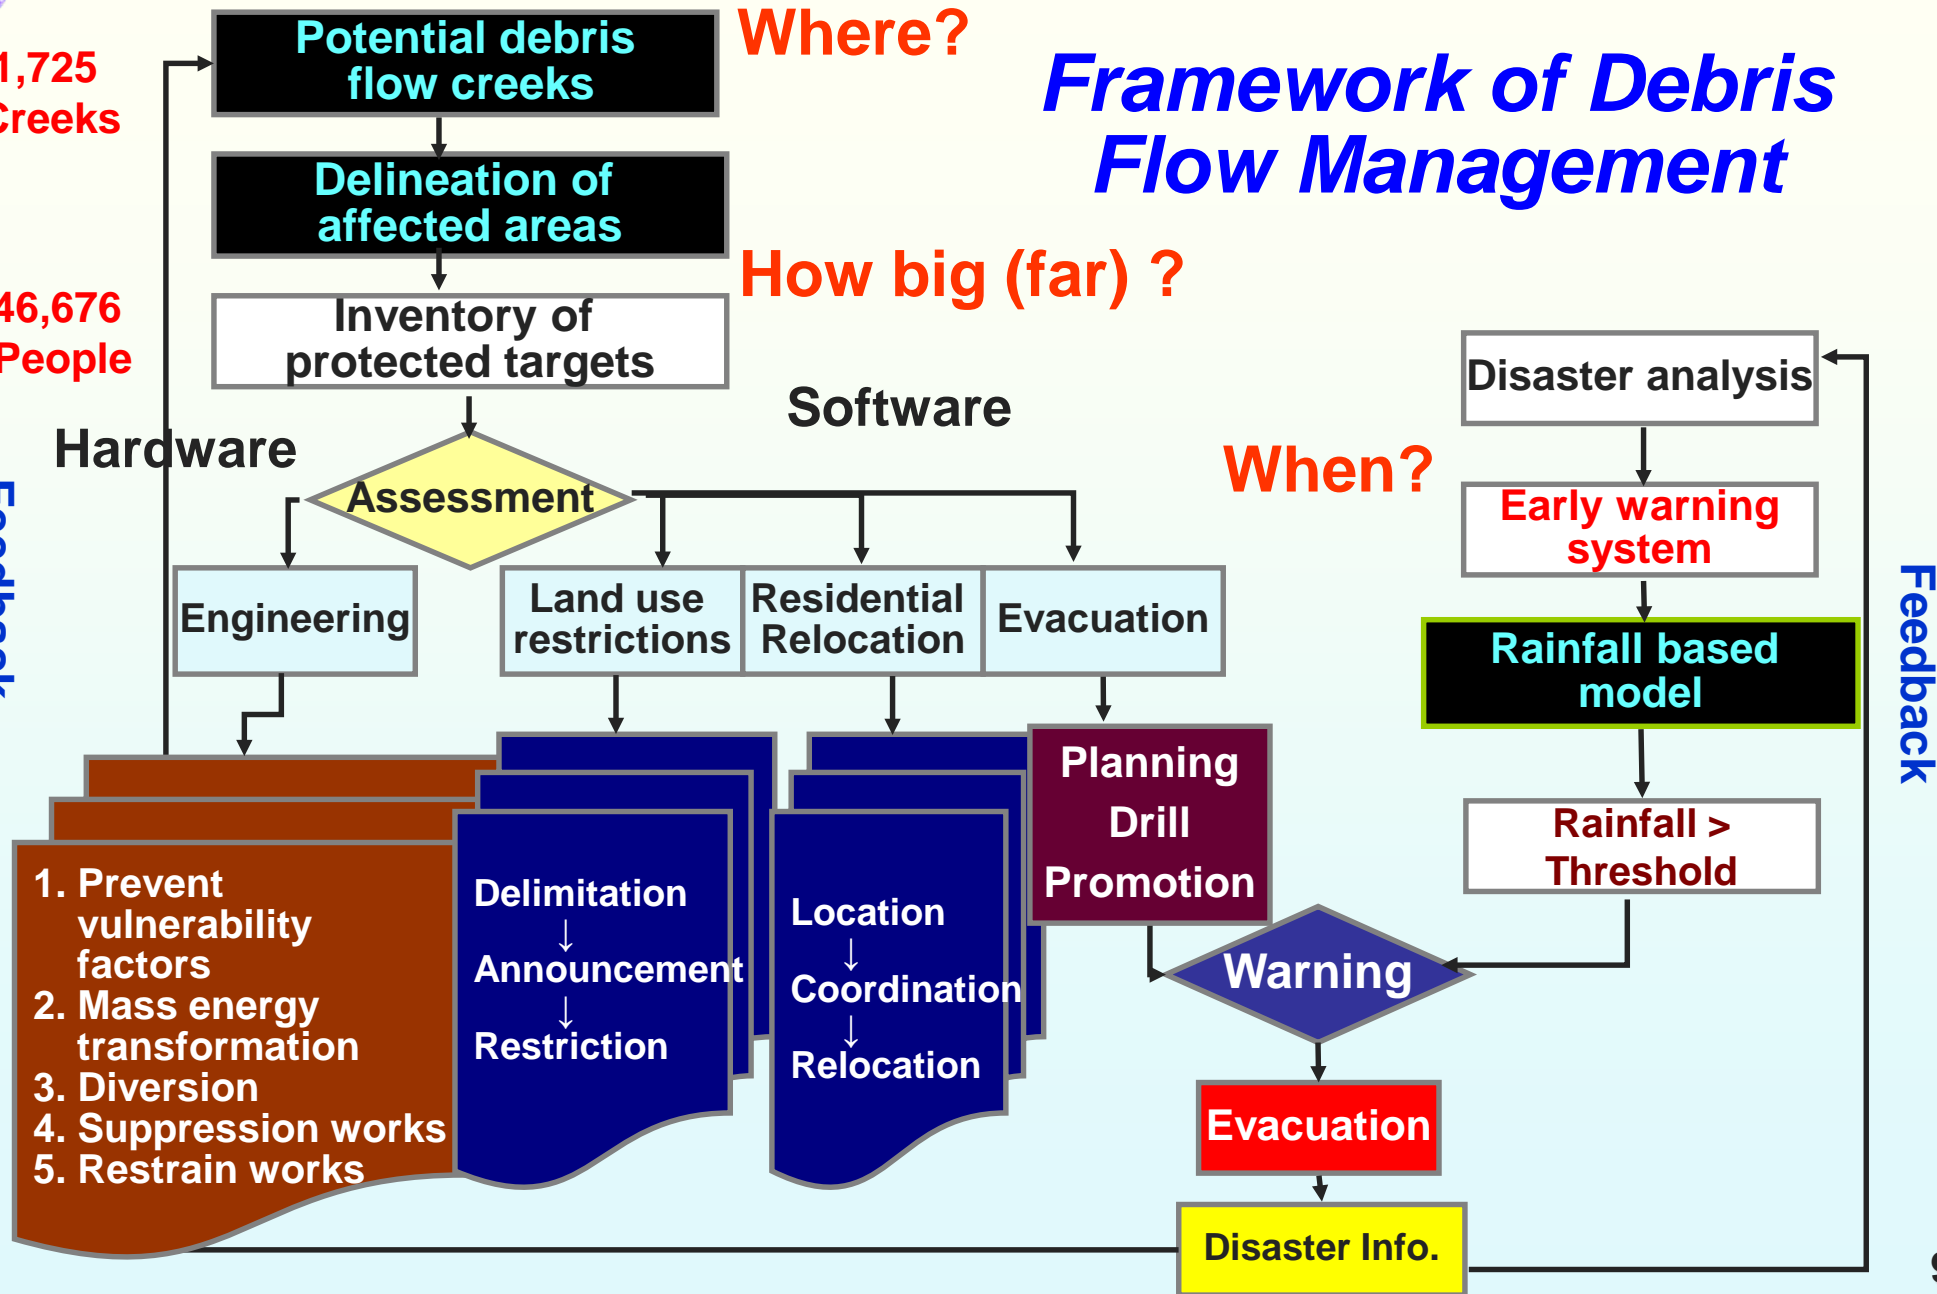 Potential debris
flow creeks
Where?
Framework of Debris
Flow Management
1,725
Creeks
Delineation of
affected areas
How big (far) ?
46,676
People
Inventory of
protected targets
Hardware
Software
Assessment
When?
Disaster analysis
Early warning
system
Feedback
Feedback
Engineering
Land use
restrictions
Residential
Relocation
Evacuation
Rainfall based
model
Planning
Drill
Promotion
Rainfall >
Threshold
1. Prevent
vulnerability
factors
2. Mass energy
transformation
3. Diversion
4. Suppression works
5. Restrain works
Delimitation
↓
Announcement
↓
Restriction
Location
↓
Coordination
↓
Relocation
Warning
Evacuation
Disaster Info.